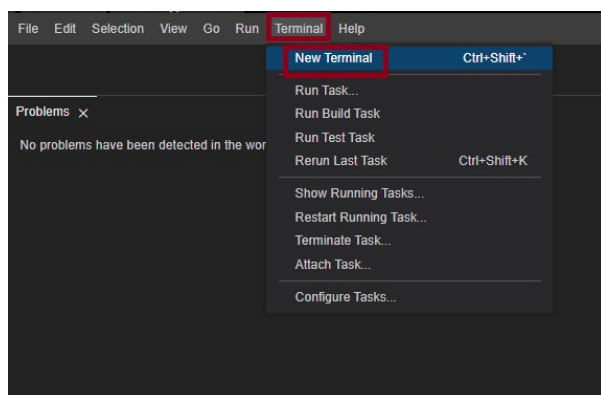 File Edit Selection View Go Run Terminal Help
New Terminal Ctrl+Shift+`
Run Task...
Problems ×
Run Build Task
No problems have been detected in the wor
Run Test Task
Rerun Last Task Ctrl+Shift+K
Show Running Tasks...
Restart Running Task...
Terminate Task...
Attach Task...
Configure Tasks...